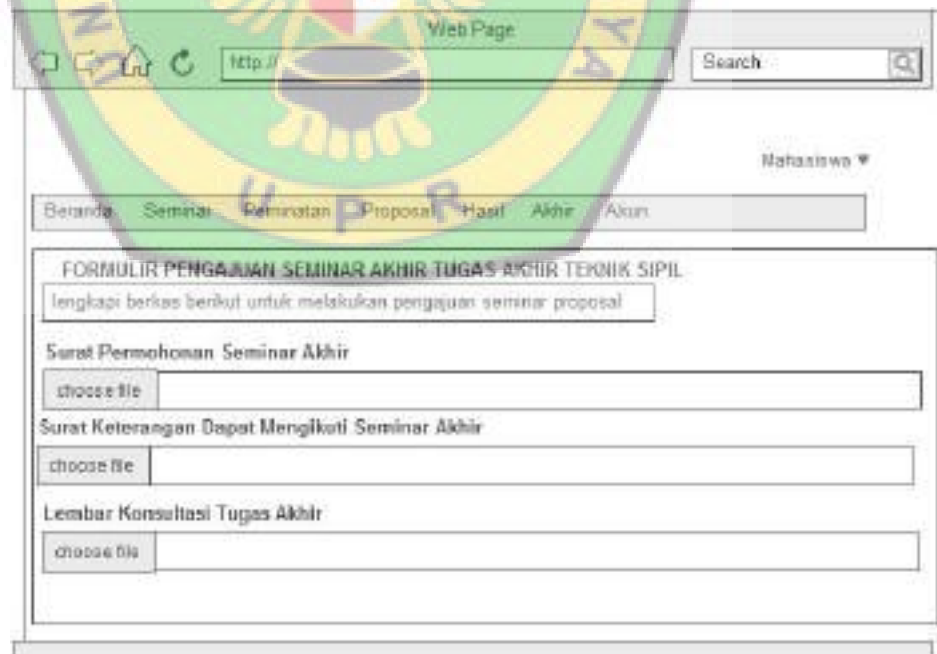 Web Page
http:// Search
Mahasiswa ▼
Beranda Seminar Peminatan Proposal Hasil Akhir Akun
U P R Y A
FORMULIR PENGAJUAN SEMINAR AKHIR TUGAS AKHIR TEKNIK SIPIL
lengkapi berkas berikut untuk melakukan pengajuan seminar proposal
Surat Permohonan Seminar Akhir
choose file
Surat Keterangan Dapat Mengikuti Seminar Akhir
choose file
Lembar Konsultasi Tugas Akhir
choose file